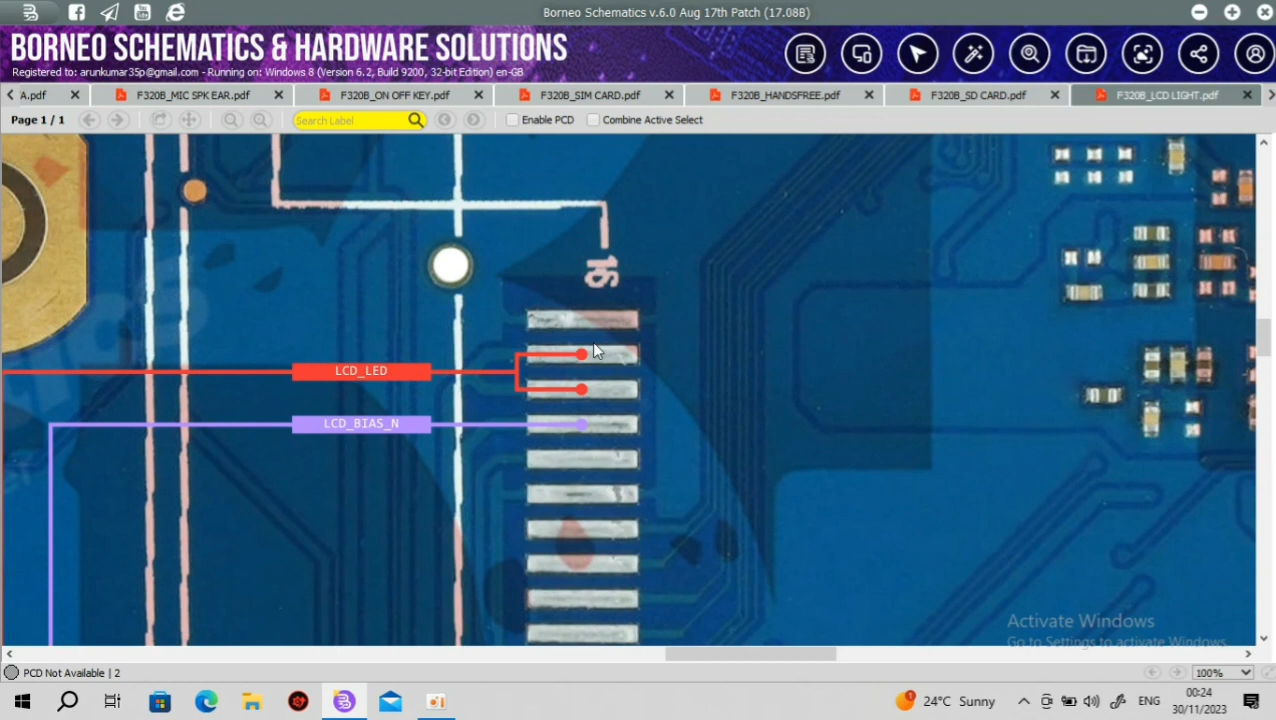 Borneo Schematics v.6.0 Aug 17th Patch (17.08B)
BORNEO SCHEMATICS & HARDWARE SOLUTIONS
Registered to: arunkumar35p@gmail.com - Running on: Windows 8 (Version 6.2, Build 9200, 32-bit Edition) en-GB
A.pdf F320B_MIC SPK EAR.pdf F320B_ON OFF KEY.pdf F320B_SIM CARD.pdf F320B_HANDSFREE.pdf F320B_SD CARD.pdf F320B_LCD LIGHT.pdf
Page 1 / 1 Search Label Enable PCD Combine Active Select
16
LCD_LED
LCD_BIAS_N
Activate Windows
Go to Settings to activate Windows.
PCD Not Available | 2 100%
1 24°C Sunny ENG 00:24
30/11/2023